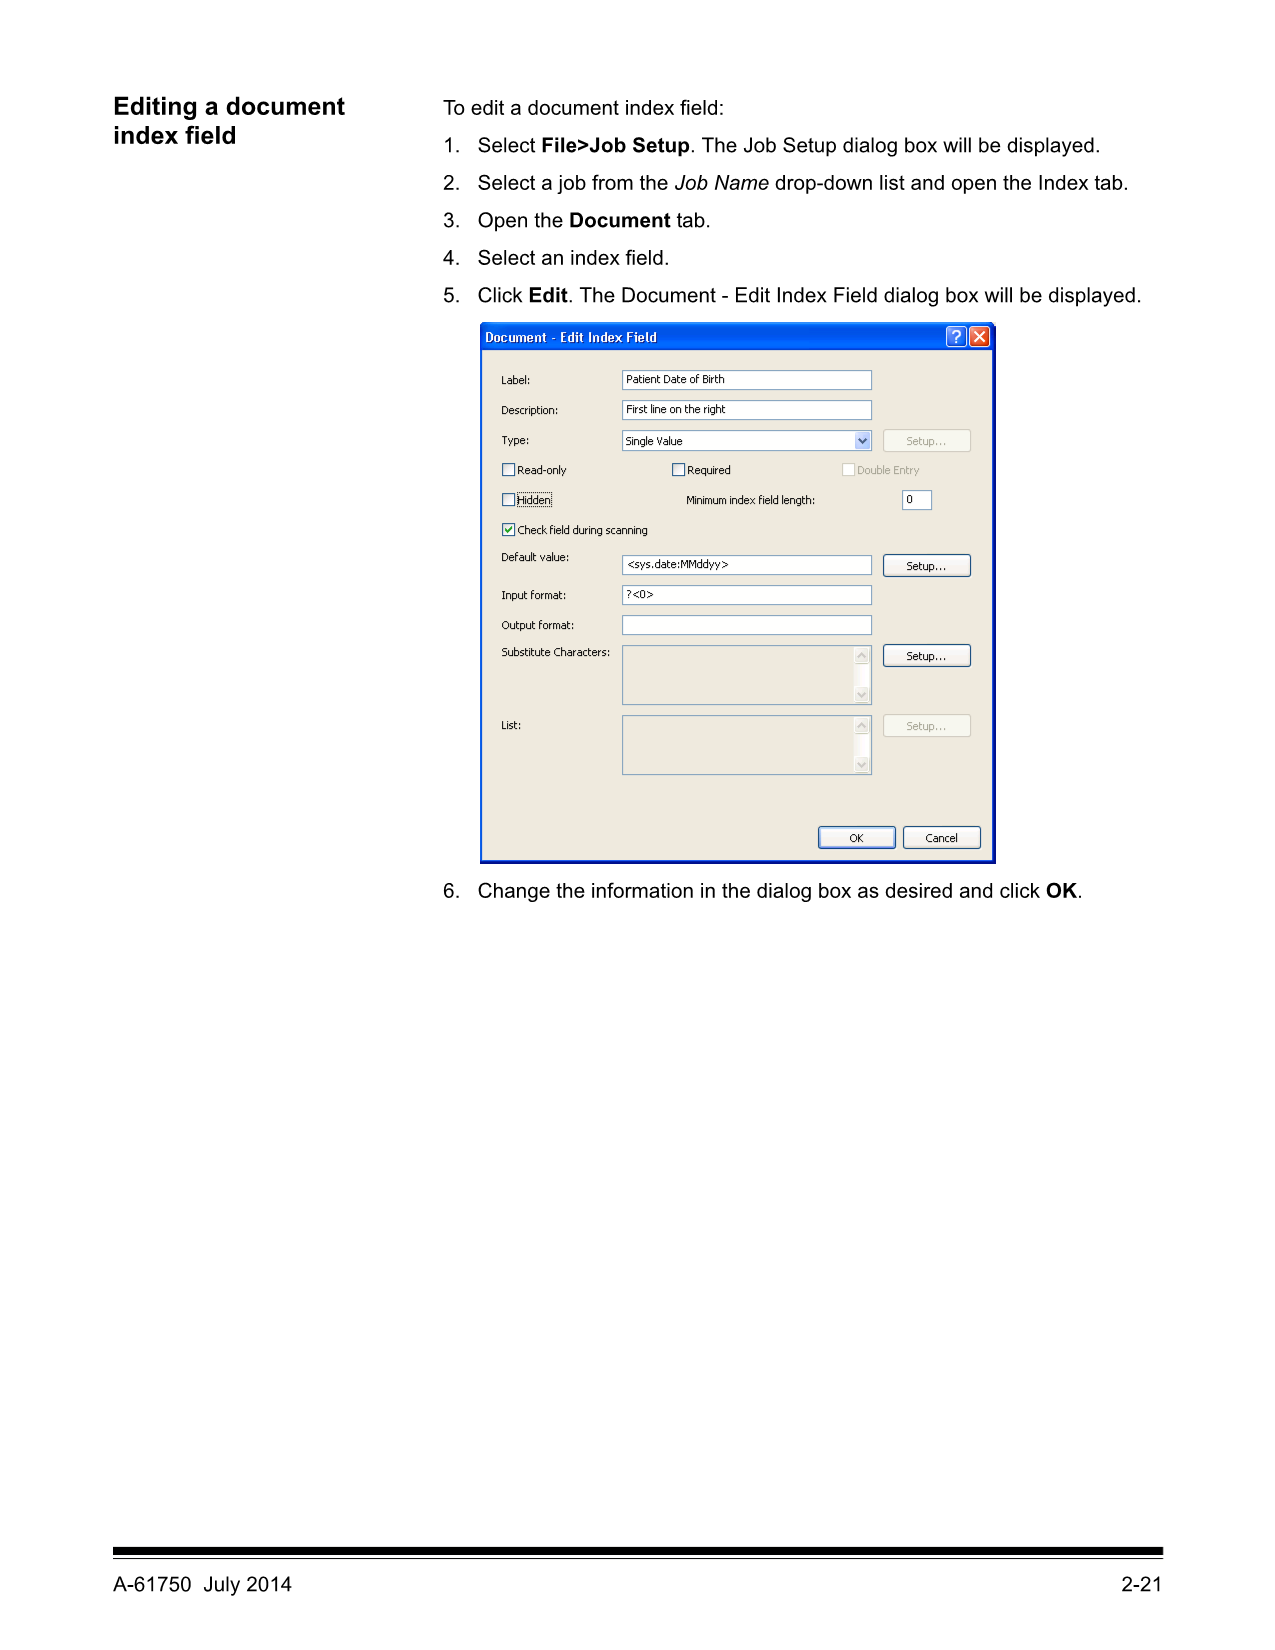 Editing a document
index field
To edit a document index field:
1. Select File>Job Setup. The Job Setup dialog box will be displayed.
2. Select a job from the Job Name drop-down list and open the Index tab.
3. Open the Document tab.
4. Select an index field.
5. Click Edit. The Document - Edit Index Field dialog box will be displayed.
Document - Edit Index Field
Label: Patient Date of Birth
Description: First line on the right
Type: Single Value Setup...
Read-only Required Double Entry
Hidden Minimum index field length: 0
Check field during scanning
Default value: <sys.date:MMddyy> Setup...
Input format: ?<0>
Output format:
Substitute Characters: Setup...
List: Setup...
OK Cancel
6. Change the information in the dialog box as desired and click OK.
A-61750 July 2014 2-21